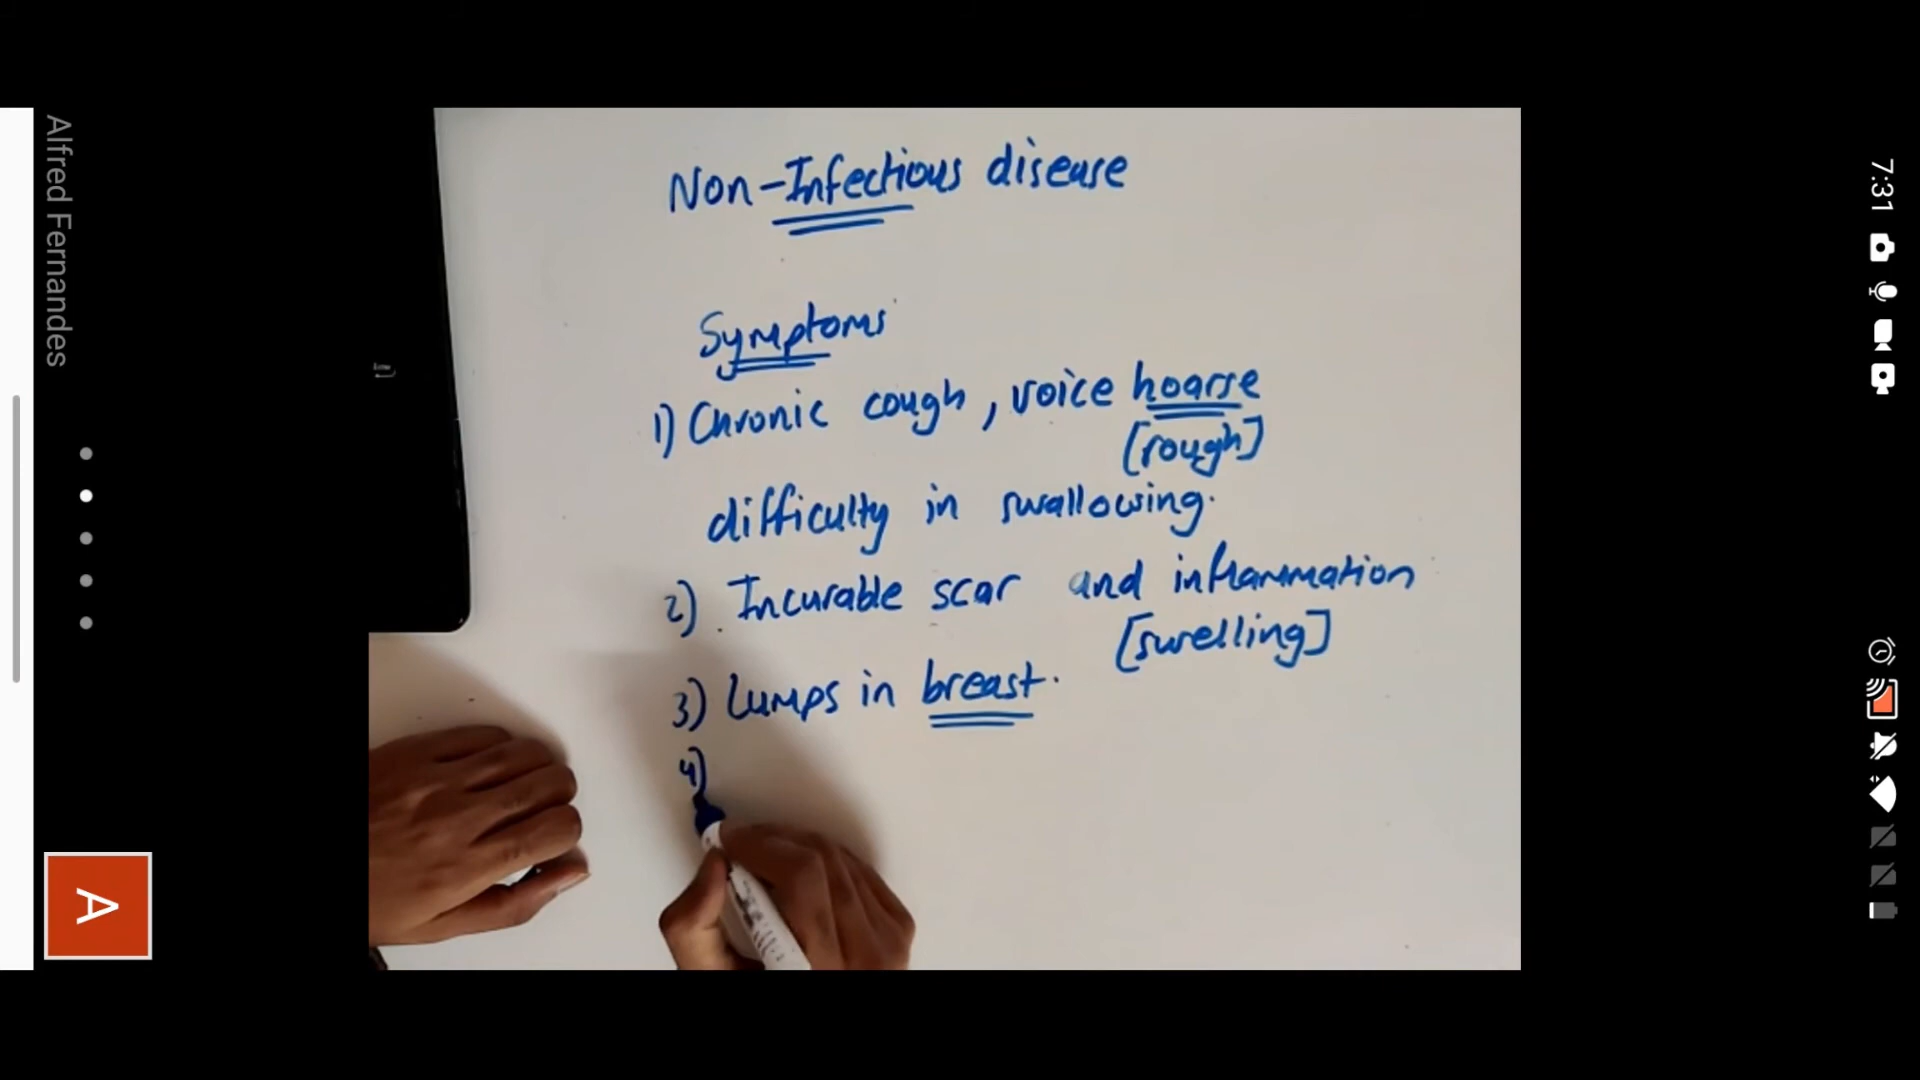 Non-Infectious disease
Symptoms
1) Chronic cough, voice hoarse
[rough]
difficulty in swallowing.
2) Incurable scar and inflammation
[swelling]
3) Lumps in breast.
4)
Alfred Fernandes
A
7:31